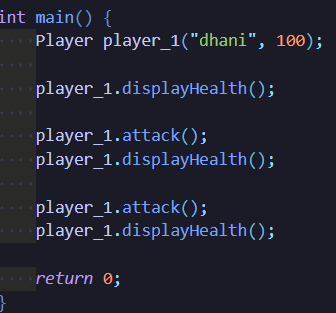 int main() {
    Player player_1("dhani", 100);

    player_1.displayHealth();

    player_1.attack();
    player_1.displayHealth();

    player_1.attack();
    player_1.displayHealth();

    return 0;
}